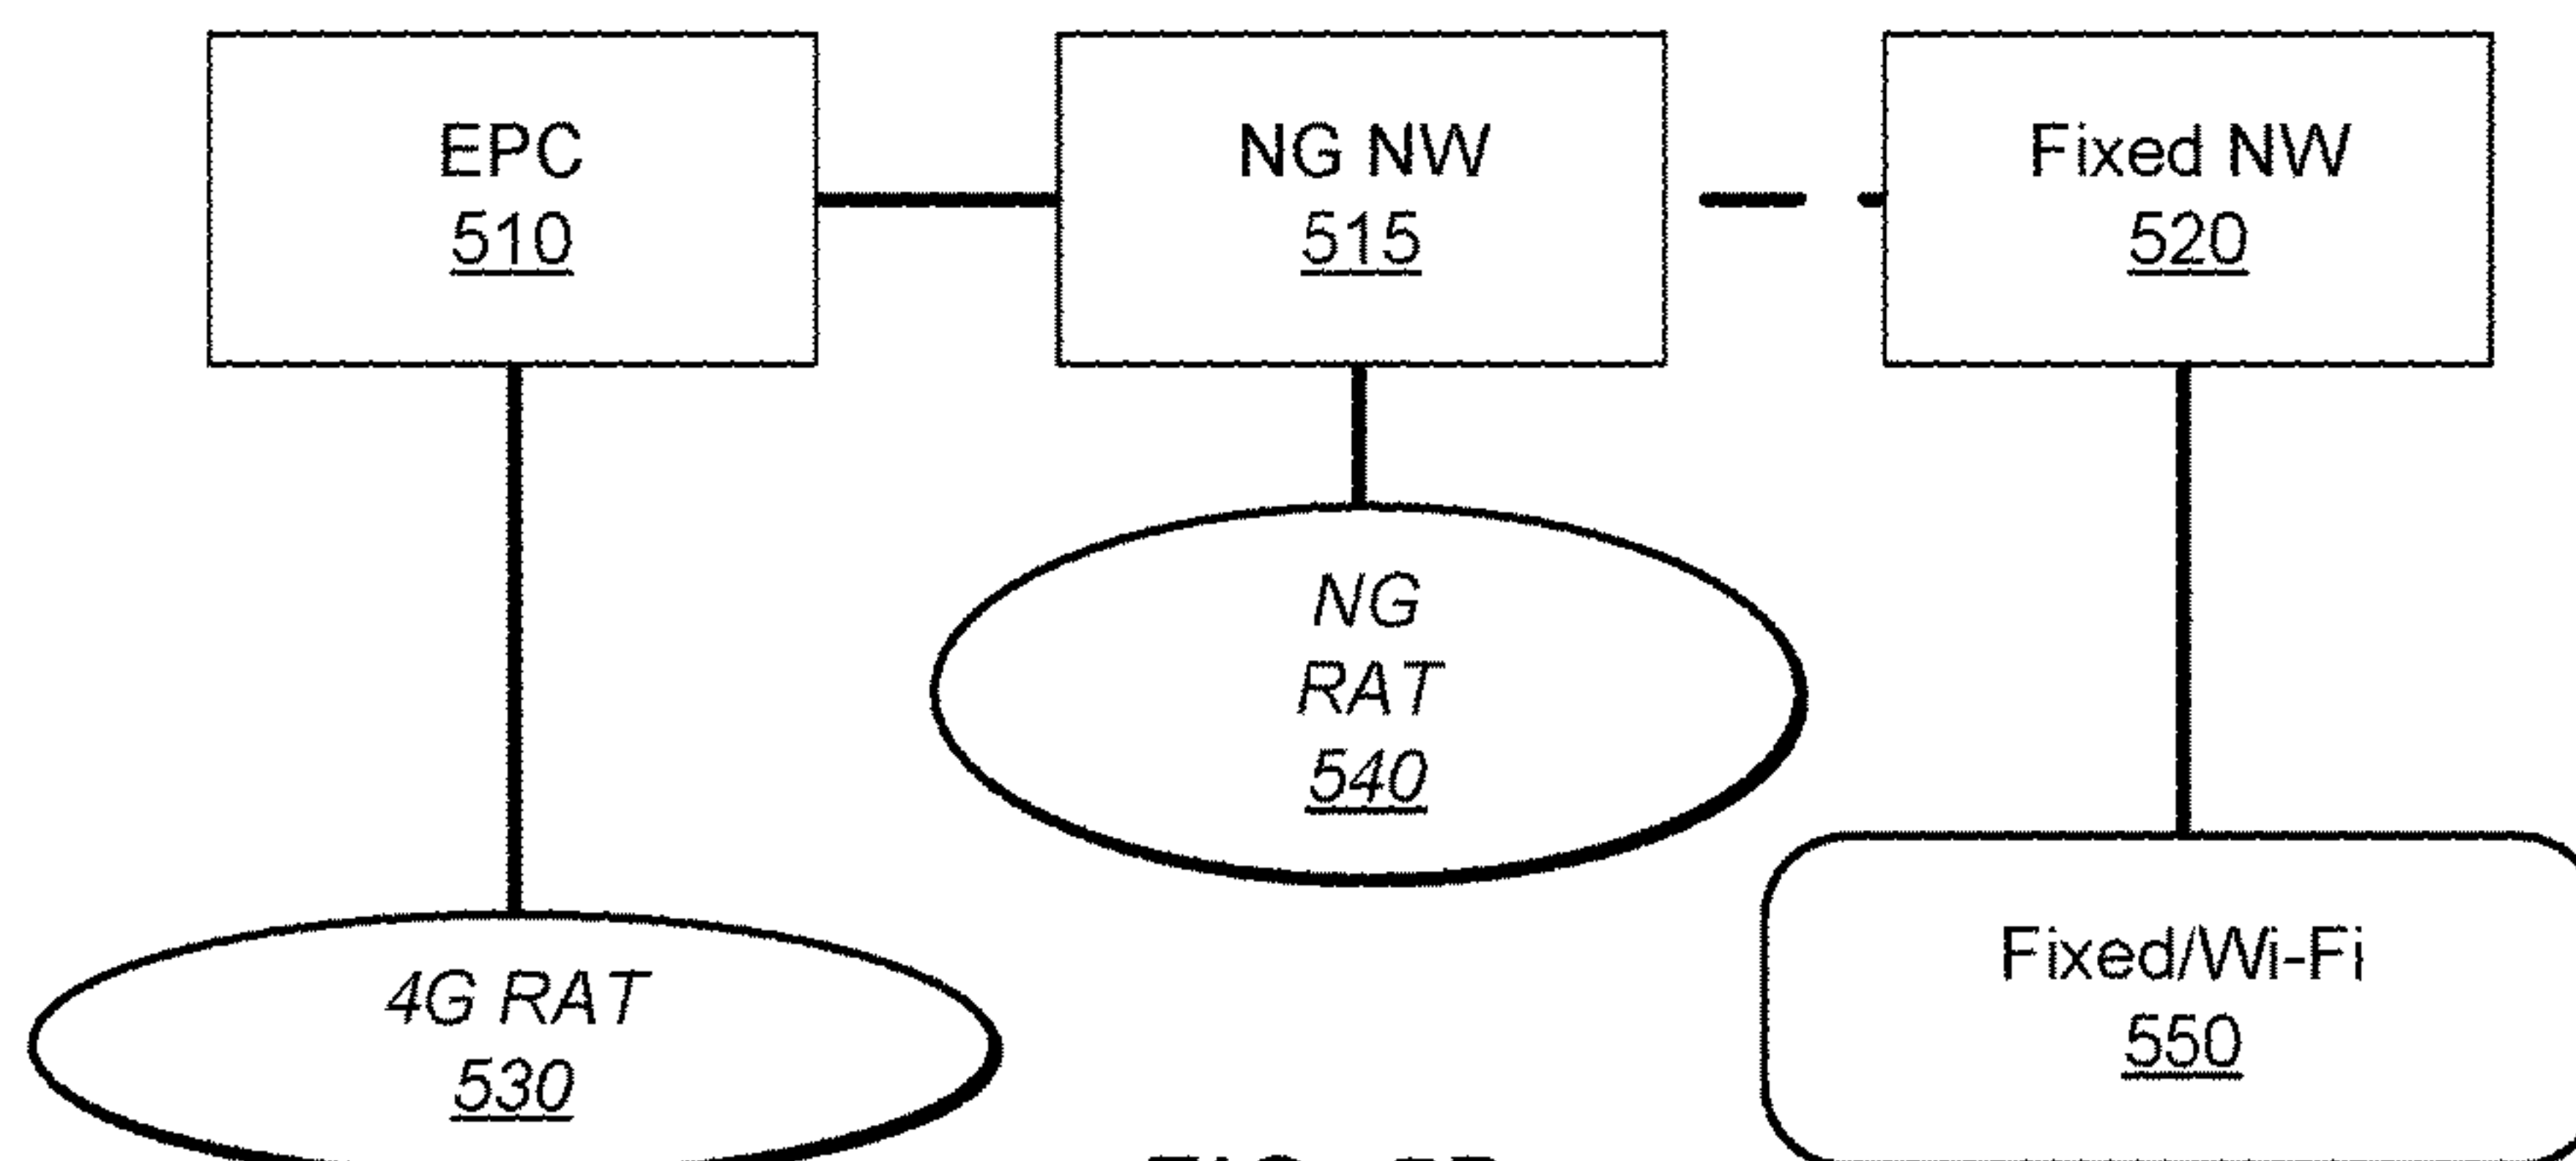 EPC
510
NG NW
515
Fixed NW
520
NG
RAT
540
4G RAT
530
Fixed/Wi-Fi
550